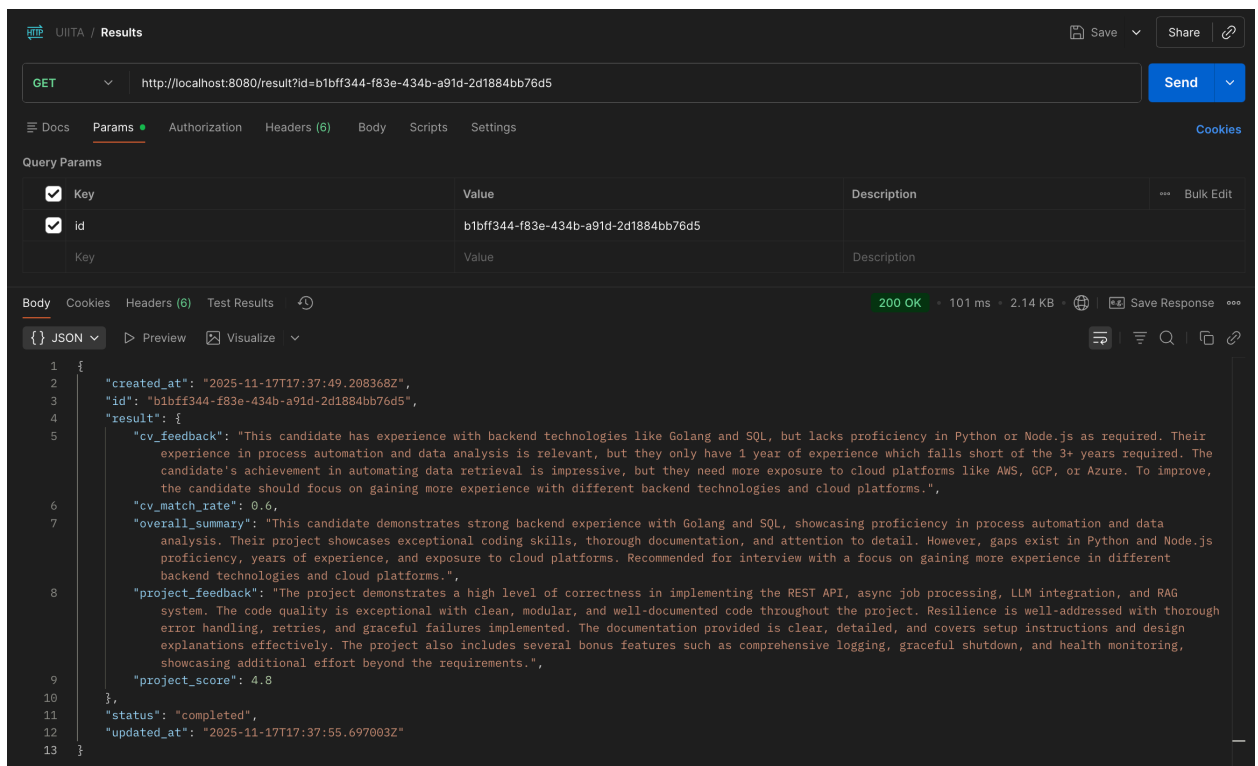 HTTP UIITA / Results Save Share
GET http://localhost:8080/result?id=b1bff344-f83e-434b-a91d-2d1884bb76d5 Send
Docs Params Authorization Headers (6) Body Scripts Settings Cookies
Query Params
Key Value Description Bulk Edit
id b1bff344-f83e-434b-a91d-2d1884bb76d5
Key Value Description
Body Cookies Headers (6) Test Results 200 OK 101 ms 2.14 KB e.g. Save Response
{} JSON Preview Visualize
1 {
2 "created_at": "2025-11-17T17:37:49.208368Z",
3 "id": "b1bff344-f83e-434b-a91d-2d1884bb76d5",
4 "result": {
5 "cv_feedback": "This candidate has experience with backend technologies like Golang and SQL, but lacks proficiency in Python or Node.js as required. Their
experience in process automation and data analysis is relevant, but they only have 1 year of experience which falls short of the 3+ years required. The
candidate's achievement in automating data retrieval is impressive, but they need more exposure to cloud platforms like AWS, GCP, or Azure. To improve,
the candidate should focus on gaining more experience with different backend technologies and cloud platforms.",
6 "cv_match_rate": 0.6,
7 "overall_summary": "This candidate demonstrates strong backend experience with Golang and SQL, showcasing proficiency in process automation and data
analysis. Their project showcases exceptional coding skills, thorough documentation, and attention to detail. However, gaps exist in Python and Node.js
proficiency, years of experience, and exposure to cloud platforms. Recommended for interview with a focus on gaining more experience in different
backend technologies and cloud platforms.",
8 "project_feedback": "The project demonstrates a high level of correctness in implementing the REST API, async job processing, LLM integration, and RAG
system. The code quality is exceptional with clean, modular, and well-documented code throughout the project. Resilience is well-addressed with thorough
error handling, retries, and graceful failures implemented. The documentation provided is clear, detailed, and covers setup instructions and design
explanations effectively. The project also includes several bonus features such as comprehensive logging, graceful shutdown, and health monitoring,
showcasing additional effort beyond the requirements.",
9 "project_score": 4.8
10 },
11 "status": "completed",
12 "updated_at": "2025-11-17T17:37:55.697003Z"
13 }